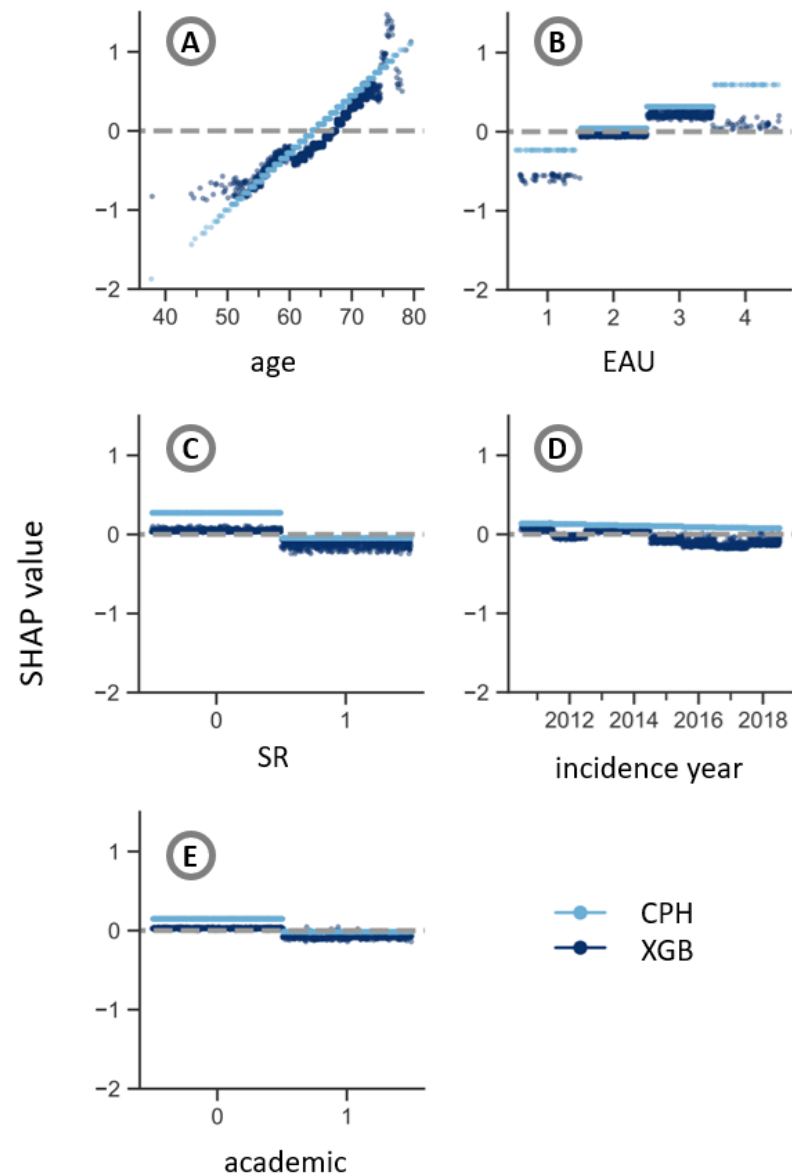 A
B
1
0
−1
−2
40 50 60 70 80
age
1
0
−1
−2
1 2 3 4
EAU
C
D
SHAP value
1
0
−1
−2
0 1
SR
1
0
−1
−2
2012 2014 2016 2018
incidence year
E
1
0
−1
−2
0 1
academic
CPH
XGB